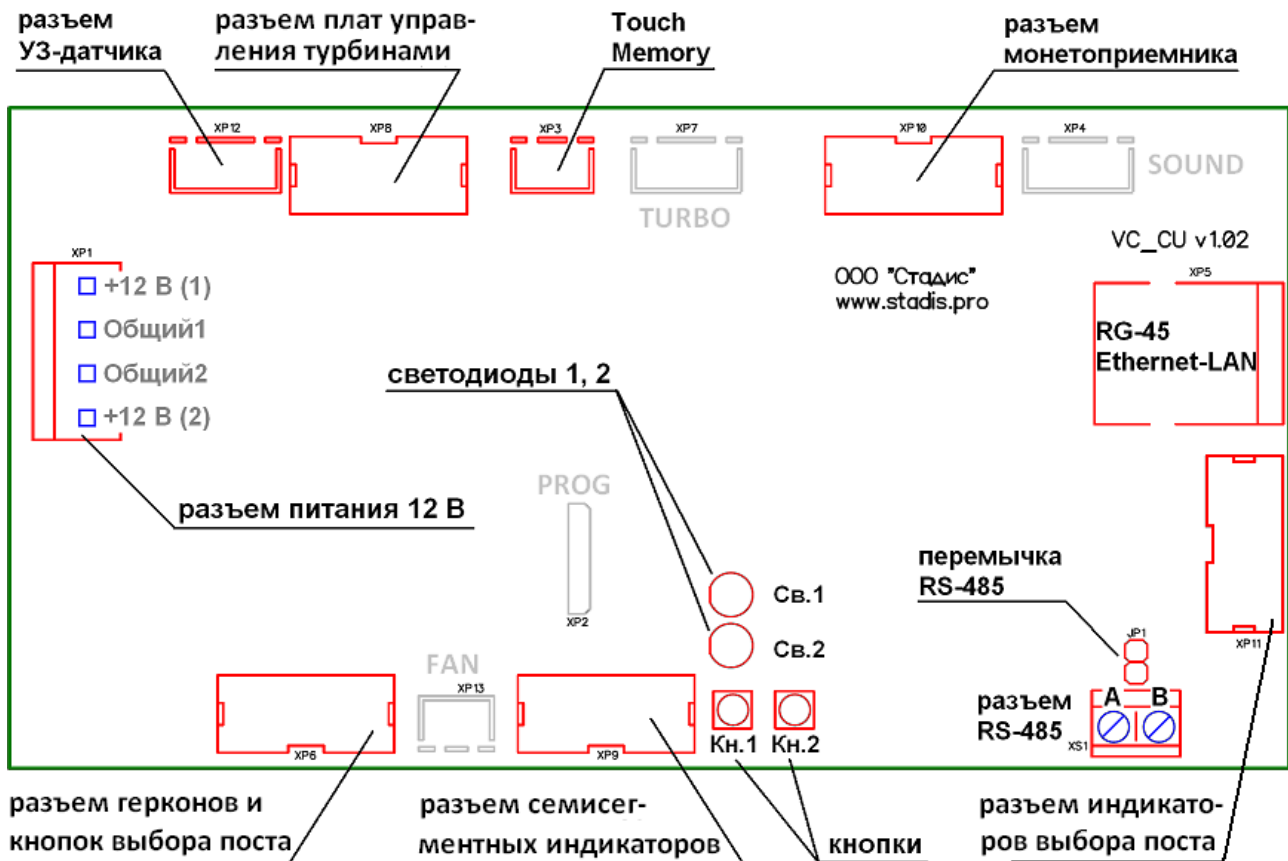 разъем
УЗ-датчика
разъем плат управ-
ления турбинами
Touch
Memory
разъем
монетоприемника
XP12
XP8
XP3
XP7
XP10
XP4
TURBO
SOUND
XP1
+12 В (1)
Общий1
Общий2
+12 В (2)
VC_CU v1.02
ООО "Стадис"
www.stadis.pro
XP5
RG-45
Ethernet-LAN
светодиоды 1, 2
разъем питания 12 В
PROG
XP2
Св.1
Св.2
перемычка
RS-485
JP1
XP11
FAN
XP13
XP6
XP9
Кн.1
Кн.2
разъем
RS-485
A
B
XS1
разъем герконов и
кнопок выбора поста
разъем семисег-
ментных индикаторов
кнопки
разъем индикато-
ров выбора поста